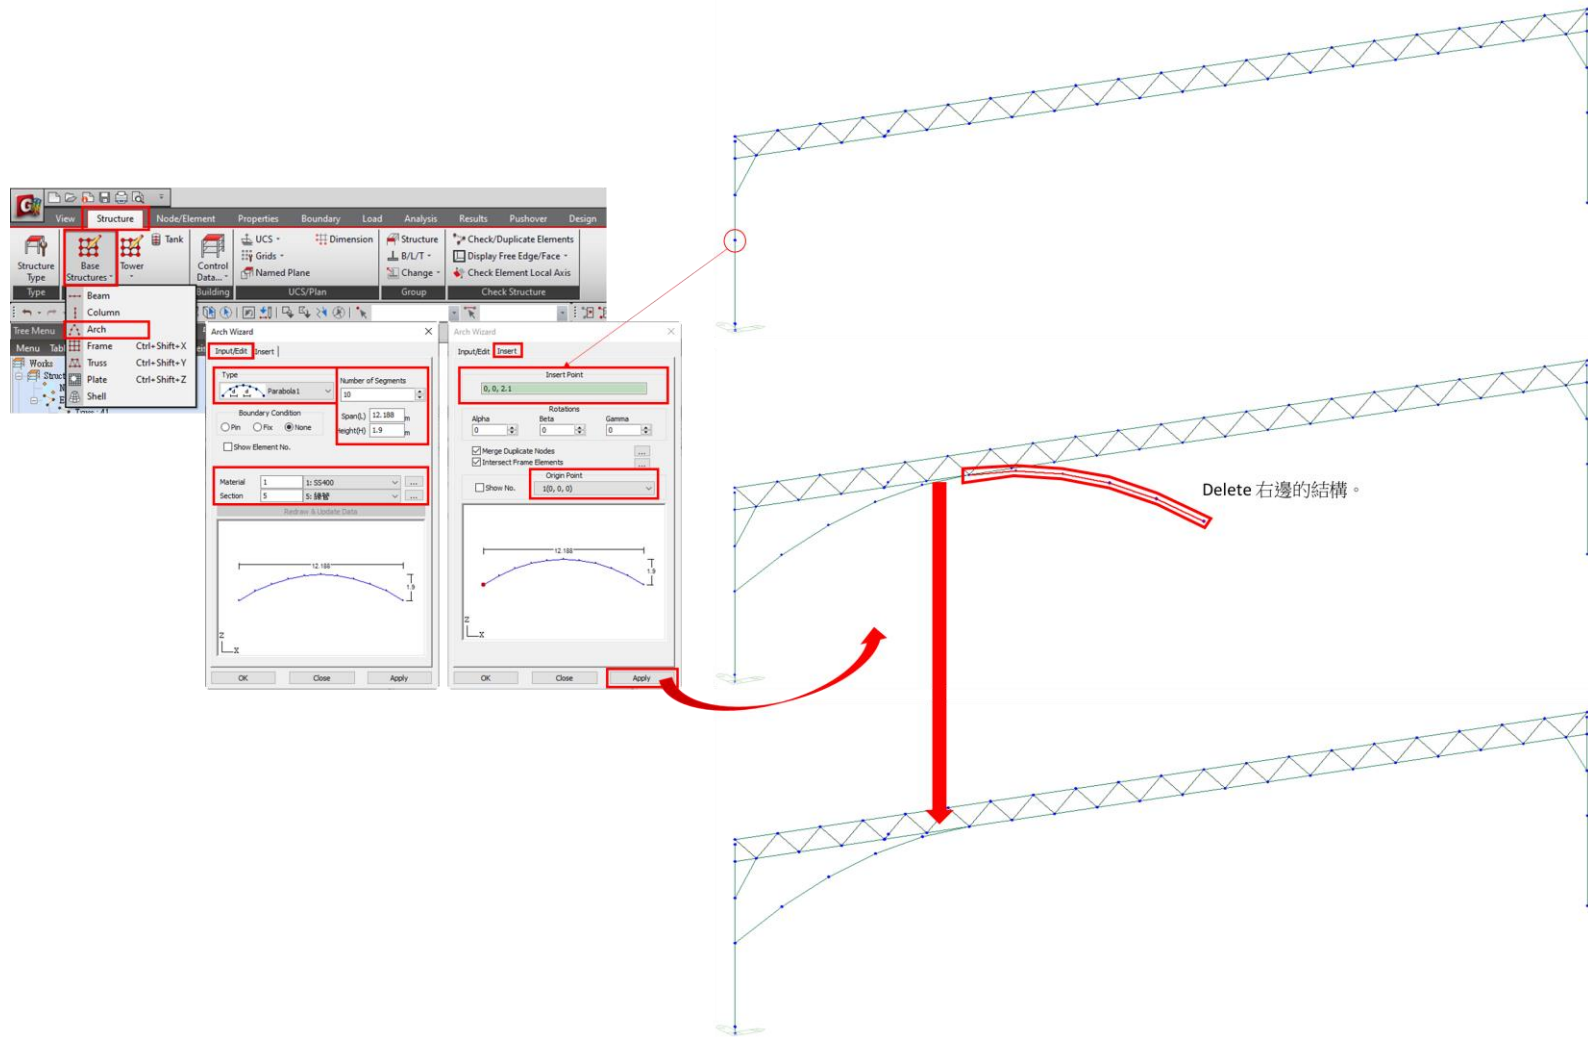 View Structure Node/Element Properties Boundary Load Analysis Results Pushover Design
Structure Type
Base Structures
Tower
Tank
Control Data...
UCS
Grids
Named Plane
Dimension
Structure
B/L/T
Change
Check/Duplicate Elements
Display Free Edge/Face
Check Element Local Axis
Type
Building
UCS/Plan
Group
Check Structure
Beam
Column
Arch
Frame Ctrl+Shift+X
Truss Ctrl+Shift+Y
Plate Ctrl+Shift+Z
Shell
Tree Menu
Menu Tab
Works
Struct
Arch Wizard
Input/Edit Insert
Type
Parabola1
Number of Segments
10
Boundary Condition
Pin Fix None
Span(L) 12.188 m
Height(H) 1.9 m
Show Element No.
Material 1 1: SS400 ...
Section 5 ...
Redraw & Update Data
12.188
1.9
Z
X
OK Close Apply
Arch Wizard
Input/Edit Insert
Insert Point
0, 0, 2.1
Rotations
Alpha Beta Gamma
0 0 0
Merge Duplicate Nodes ...
Intersect Frame Elements ...
Origin Point
Show No. 1(0, 0, 0)
12.188
1.9
Z
X
OK Close Apply
Delete 右邊的結構。